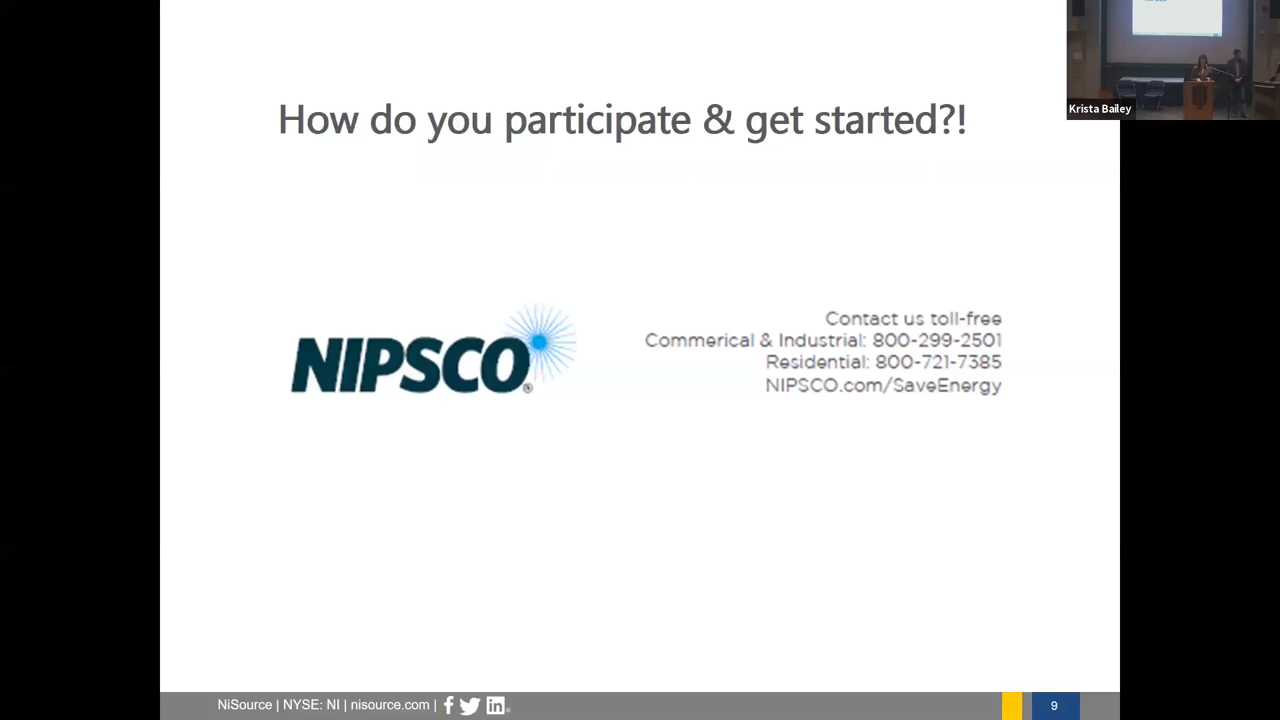 How do you participate & get started?!
Krista Bailey
NIPSCO®
Contact us toll-free
Commerical & Industrial: 800-299-2501
Residential: 800-721-7385
NIPSCO.com/SaveEnergy
NiSource | NYSE: NI | nisource.com |
9